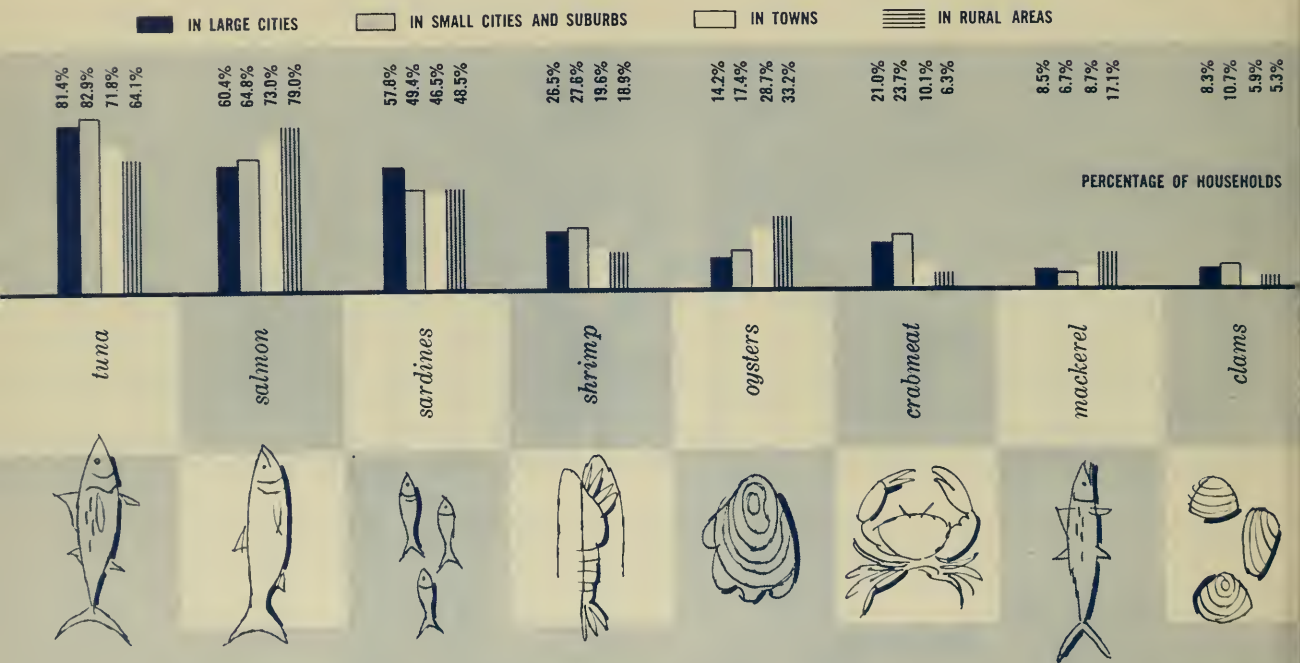 IN LARGE CITIES
IN SMALL CITIES AND SUBURBS
IN TOWNS
IN RURAL AREAS
81.4%
82.9%
71.8%
64.1%
60.4%
64.8%
73.0%
79.0%
57.8%
49.4%
46.5%
48.5%
26.5%
27.6%
19.6%
18.9%
14.2%
17.4%
28.7%
33.2%
21.0%
23.7%
10.1%
6.3%
8.5%
6.7%
8.7%
17.1%
8.3%
10.7%
5.9%
5.3%
PERCENTAGE OF HOUSEHOLDS
tuna
salmon
sardines
shrimp
oysters
crabmeat
mackerel
clams